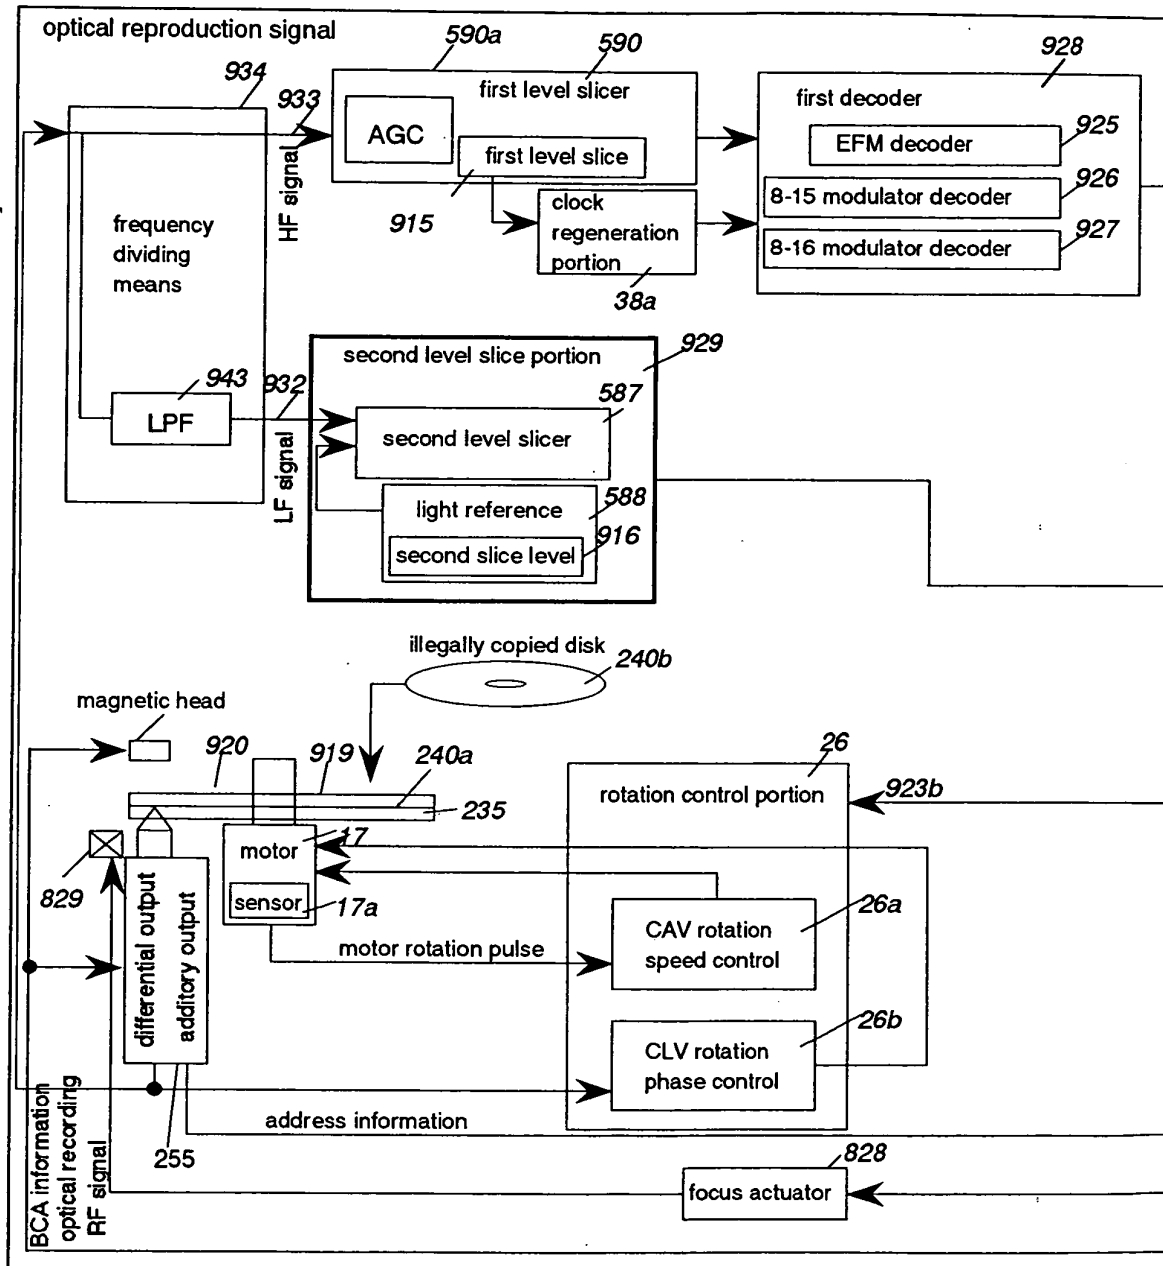 optical reproduction signal
590a
590
928
934
933
first level slicer
AGC
first level slice
915
HF signal
first decoder
EFM decoder
925
8-15 modulator decoder
926
8-16 modulator decoder
927
clock
regeneration
portion
38a
frequency
dividing
means
943
LPF
932
LF signal
second level slice portion
929
587
second level slicer
588
light reference
916
second slice level
illegally copied disk
240b
magnetic head
920
919
240a
235
26
rotation control portion
923b
829
motor
17
sensor
17a
differential output
additory output
motor rotation pulse
CAV rotation
speed control
26a
CLV rotation
phase control
26b
address information
255
BCA information
optical recording
RF signal
828
focus actuator